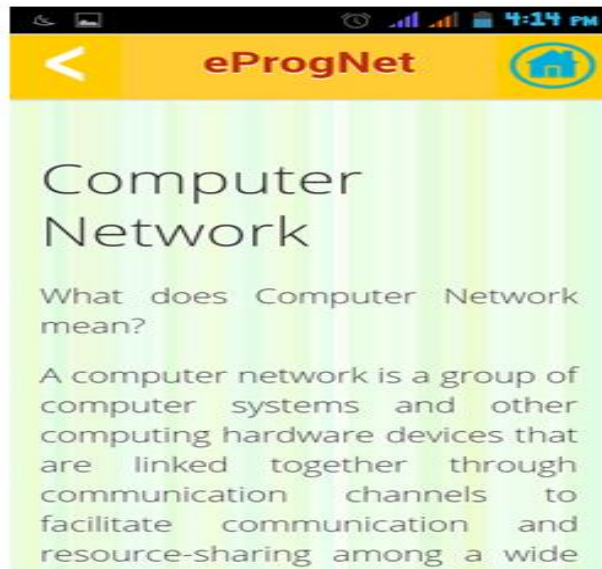 4:14 PM
eProgNet
Computer
Network
What does Computer Network
mean?
A computer network is a group of
computer systems and other
computing hardware devices that
are linked together through
communication channels to
facilitate communication and
resource-sharing among a wide